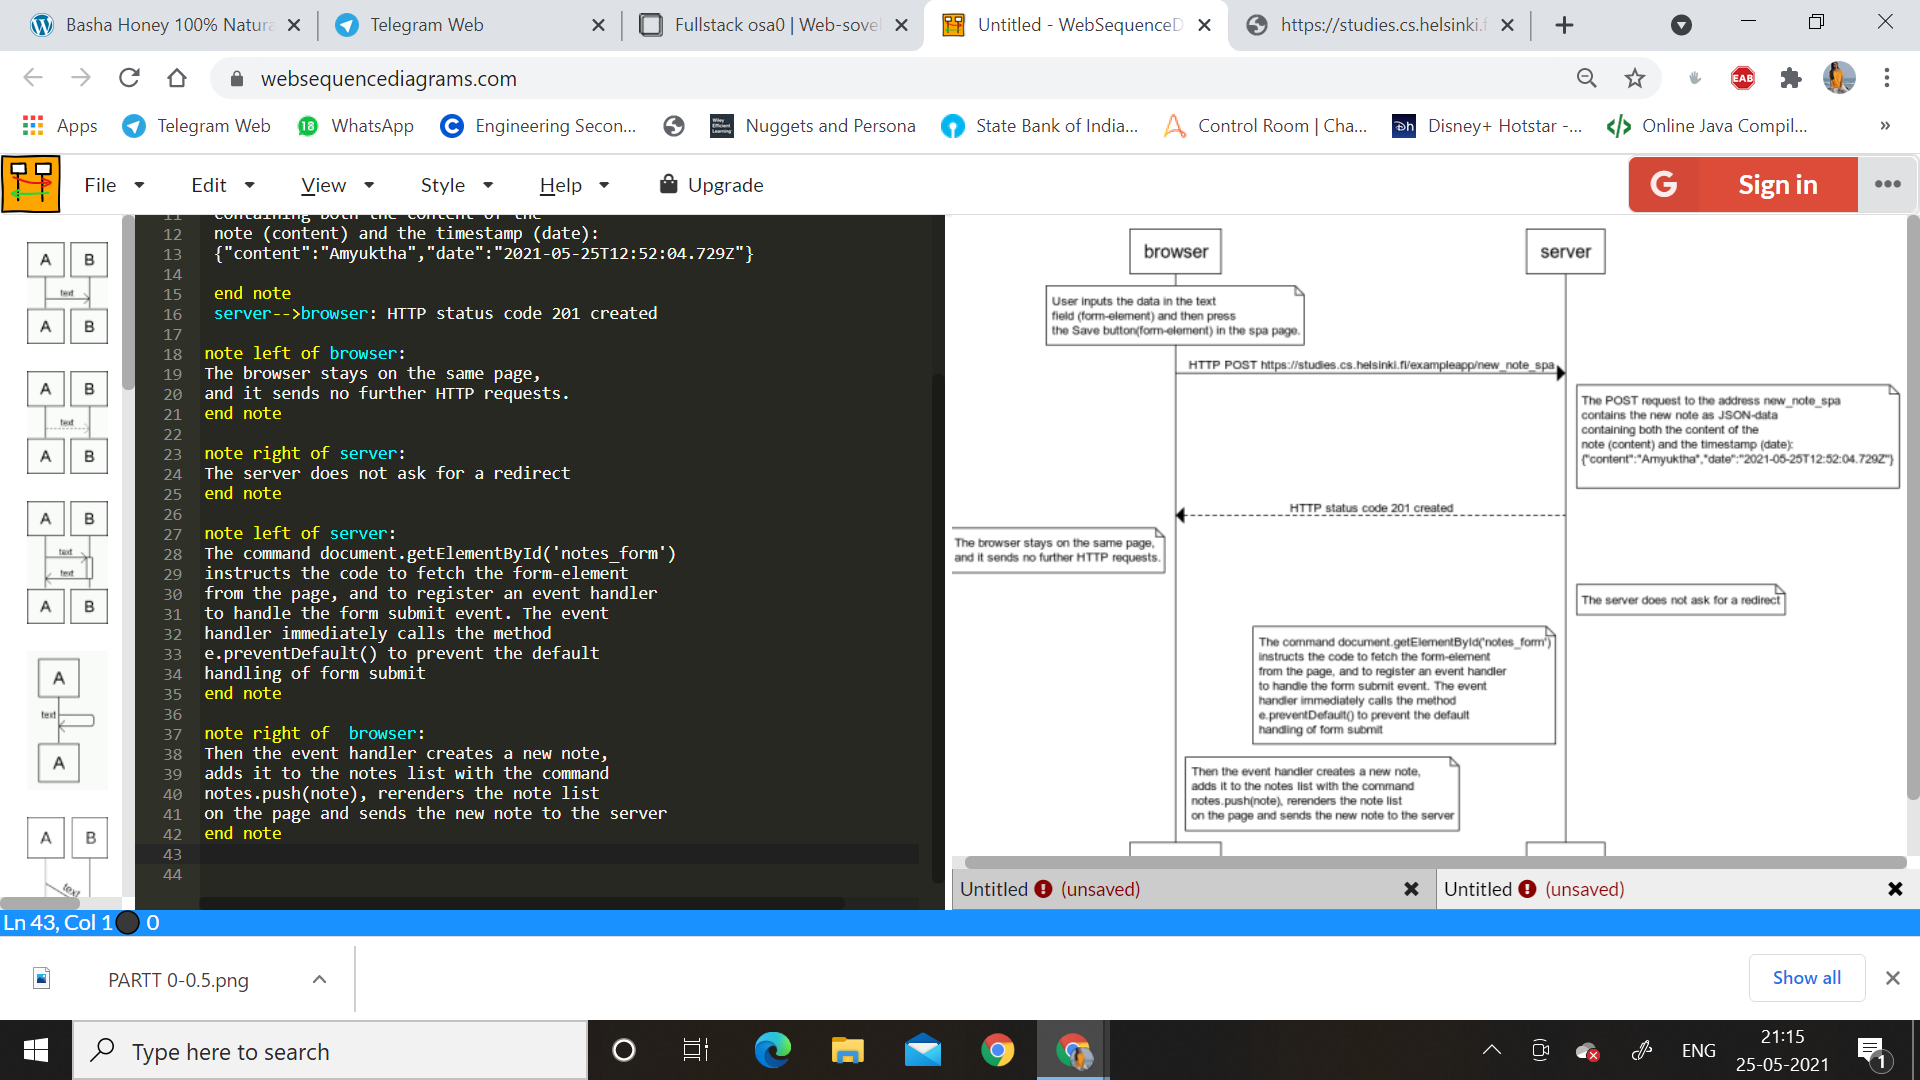 Basha Honey 100% Natura
Telegram Web
Fullstack osa0 | Web-sovel
Untitled - WebSequenceD
https://studies.cs.helsinki.f
websequencediagrams.com
EAB
Apps
Telegram Web
18
WhatsApp
Engineering Secon...
Nuggets and Persona
State Bank of India...
Control Room | Cha...
Disney+ Hotstar -...
Online Java Compil...
»
File
Edit
View
Style
Help
Upgrade
G Sign in
A B
text
A B
A B
text
A B
A B
text
text
A B
A
text
A
A B
text
11 containing both the content of the
12 note (content) and the timestamp (date):
13 {"content":"Amyuktha","date":"2021-05-25T12:52:04.729Z"}
14
15 end note
16 server-->browser: HTTP status code 201 created
17
18 note left of browser:
19 The browser stays on the same page,
20 and it sends no further HTTP requests.
21 end note
22
23 note right of server:
24 The server does not ask for a redirect
25 end note
26
27 note left of server:
28 The command document.getElementById('notes_form')
29 instructs the code to fetch the form-element
30 from the page, and to register an event handler
31 to handle the form submit event. The event
32 handler immediately calls the method
33 e.preventDefault() to prevent the default
34 handling of form submit
35 end note
36
37 note right of  browser:
38 Then the event handler creates a new note,
39 adds it to the notes list with the command
40 notes.push(note), rerenders the note list
41 on the page and sends the new note to the server
42 end note
43
44
browser
server
User inputs the data in the text
field (form-element) and then press
the Save button(form-element) in the spa page.
HTTP POST https://studies.cs.helsinki.fi/exampleapp/new_note_spa
The POST request to the address new_note_spa
contains the new note as JSON-data
containing both the content of the
note (content) and the timestamp (date):
{"content":"Amyuktha","date":"2021-05-25T12:52:04.729Z"}
HTTP status code 201 created
The browser stays on the same page,
and it sends no further HTTP requests.
The server does not ask for a redirect
The command document.getElementById('notes_form')
instructs the code to fetch the form-element
from the page, and to register an event handler
to handle the form submit event. The event
handler immediately calls the method
e.preventDefault() to prevent the default
handling of form submit
Then the event handler creates a new note,
adds it to the notes list with the command
notes.push(note), rerenders the note list
on the page and sends the new note to the server
Untitled (unsaved)
Untitled (unsaved)
Ln 43, Col 1 0
PARTT 0-0.5.png
Show all
Type here to search
ENG
21:15
25-05-2021
1